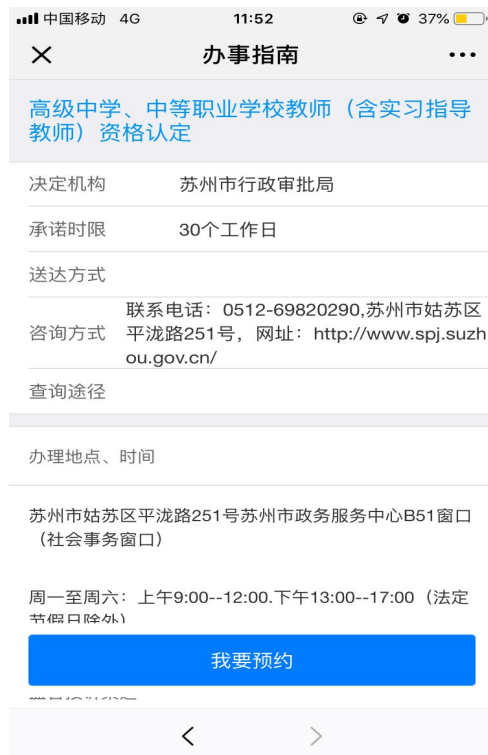 中国移动 4G 11:52 37%
办事指南
高级中学、中等职业学校教师（含实习指导
教师）资格认定
决定机构 苏州市行政审批局
承诺时限 30个工作日
送达方式
联系电话：0512-69820290,苏州市姑苏区
咨询方式 平泷路251号，网址：http://www.spj.suzh
ou.gov.cn/
查询途径
办理地点、时间
苏州市姑苏区平泷路251号苏州市政务服务中心B51窗口
（社会事务窗口）
周一至周六：上午9:00--12:00.下午13:00--17:00（法定
节假日除外）
我要预约